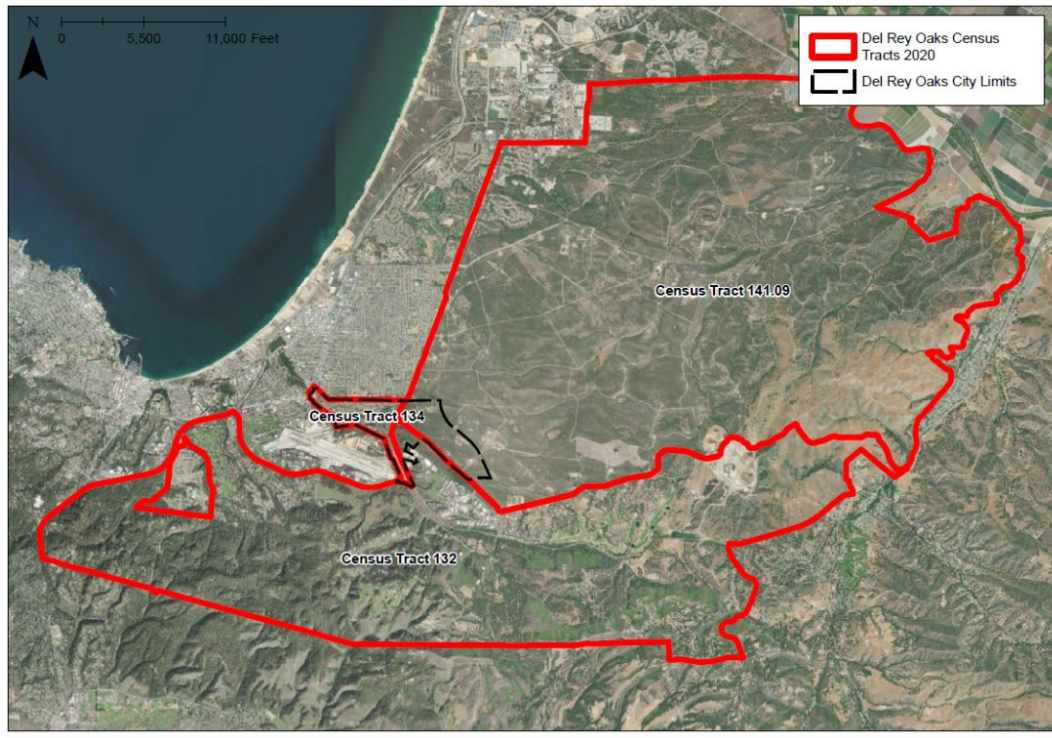 N
0 5,500 11,000 Feet
Del Rey Oaks Census
Tracts 2020
Del Rey Oaks City Limits
Census Tract 141.09
Census Tract 134
Census Tract 132